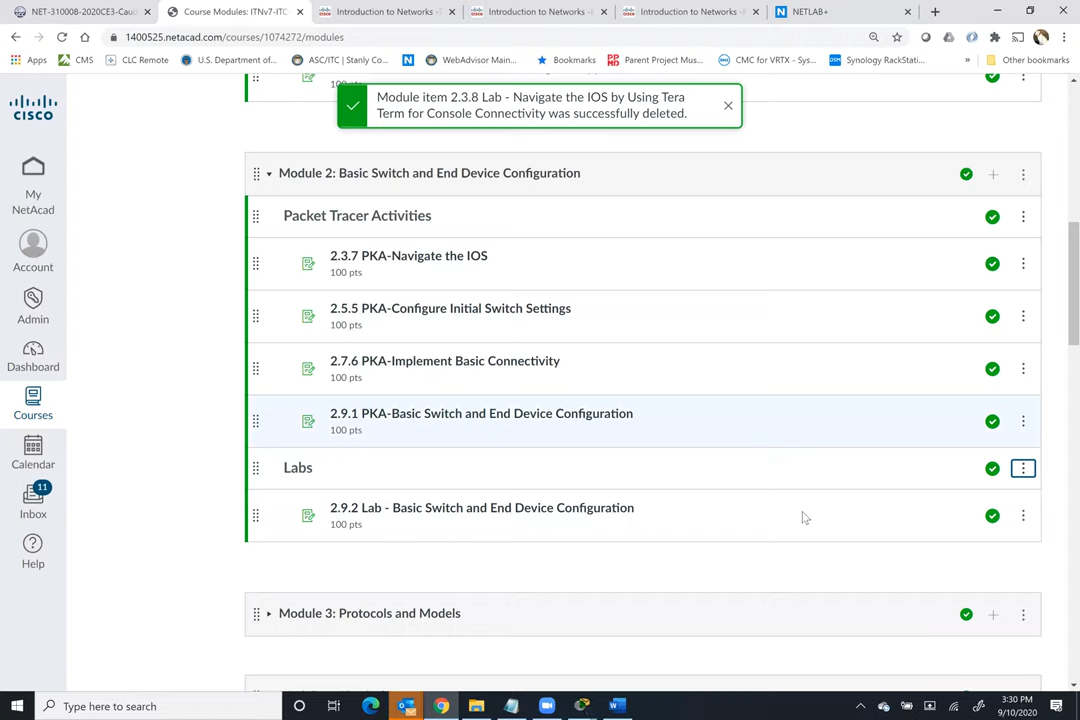 NET-310008-2020CE3-Caud
Course Modules: ITNv7-ITC
Introduction to Networks -
Introduction to Networks -
Introduction to Networks -
NETLAB+
1400525.netacad.com/courses/1074272/modules
Apps
CMS
CLC Remote
U.S. Department of...
ASC/ITC | Stanly Co...
WebAdvisor Main...
Bookmarks
Parent Project Mus...
CMC for VRTX - Sys...
Synology RackStati...
»
Other bookmarks
Module item 2.3.8 Lab - Navigate the IOS by Using Tera
Term for Console Connectivity was successfully deleted.
cisco
My
NetAcad
Account
Admin
Dashboard
Courses
Calendar
11
Inbox
Help
Module 2: Basic Switch and End Device Configuration
Packet Tracer Activities
2.3.7 PKA-Navigate the IOS
100 pts
2.5.5 PKA-Configure Initial Switch Settings
100 pts
2.7.6 PKA-Implement Basic Connectivity
100 pts
2.9.1 PKA-Basic Switch and End Device Configuration
100 pts
Labs
2.9.2 Lab - Basic Switch and End Device Configuration
100 pts
Module 3: Protocols and Models
Type here to search
3:30 PM
9/10/2020